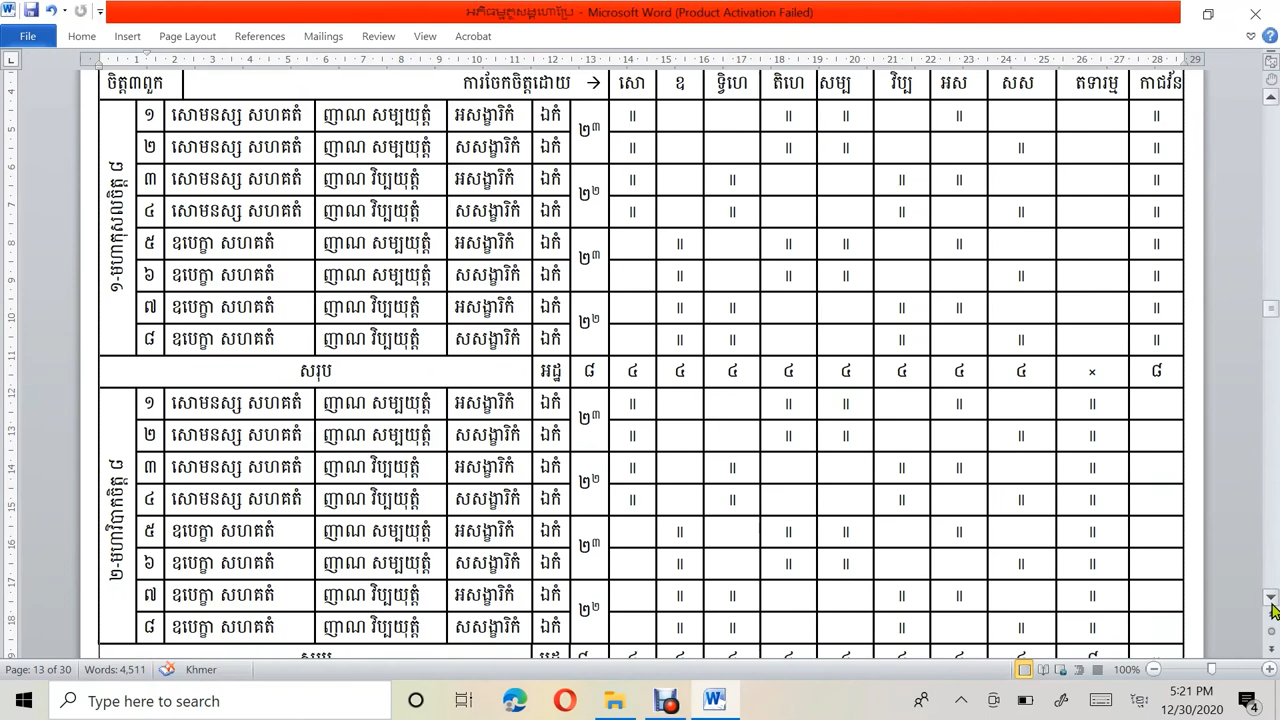 អភិធម្មត្ថសង្គហោប្រែ - Microsoft Word (Product Activation Failed)
File Home Insert Page Layout References Mailings Review View Acrobat
ចិត្ត៣ពួក ការចែកចិត្តដោយ → សោ ឧ ទ្វិហេ តិហេ សម្ប វិប្ប អស សស តទារម្ម កាជវ័ន
១-មហាកុសលចិត្ត ៨
១ សោមនស្ស សហគតំ ញាណ សម្បយុត្តំ អសង្ខារិកំ ឯកំ ២៣ ॥ ॥ ॥ ॥ ॥
២ សោមនស្ស សហគតំ ញាណ សម្បយុត្តំ សសង្ខារិកំ ឯកំ ॥ ॥ ॥ ॥ ॥
៣ សោមនស្ស សហគតំ ញាណ វិប្បយុត្តំ អសង្ខារិកំ ឯកំ ២២ ॥ ॥ ॥ ॥ ॥
៤ សោមនស្ស សហគតំ ញាណ វិប្បយុត្តំ សសង្ខារិកំ ឯកំ ॥ ॥ ॥ ॥ ॥
៥ ឧបេក្ខា សហគតំ ញាណ សម្បយុត្តំ អសង្ខារិកំ ឯកំ ២៣ ॥ ॥ ॥ ॥ ॥
៦ ឧបេក្ខា សហគតំ ញាណ សម្បយុត្តំ សសង្ខារិកំ ឯកំ ॥ ॥ ॥ ॥ ॥
៧ ឧបេក្ខា សហគតំ ញាណ វិប្បយុត្តំ អសង្ខារិកំ ឯកំ ២២ ॥ ॥ ॥ ॥ ॥
៨ ឧបេក្ខា សហគតំ ញាណ វិប្បយុត្តំ សសង្ខារិកំ ឯកំ ॥ ॥ ॥ ॥ ॥
សរុប អដ្ឋ ៨ ៤ ៤ ៤ ៤ ៤ ៤ ៤ ៤ × ៨
២-មហាវិបាកចិត្ត ៨
១ សោមនស្ស សហគតំ ញាណ សម្បយុត្តំ អសង្ខារិកំ ឯកំ ២៣ ॥ ॥ ॥ ॥ ॥
២ សោមនស្ស សហគតំ ញាណ សម្បយុត្តំ សសង្ខារិកំ ឯកំ ॥ ॥ ॥ ॥ ॥
៣ សោមនស្ស សហគតំ ញាណ វិប្បយុត្តំ អសង្ខារិកំ ឯកំ ២២ ॥ ॥ ॥ ॥ ॥
៤ សោមនស្ស សហគតំ ញាណ វិប្បយុត្តំ សសង្ខារិកំ ឯកំ ॥ ॥ ॥ ॥ ॥
៥ ឧបេក្ខា សហគតំ ញាណ សម្បយុត្តំ អសង្ខារិកំ ឯកំ ២៣ ॥ ॥ ॥ ॥ ॥
៦ ឧបេក្ខា សហគតំ ញាណ សម្បយុត្តំ សសង្ខារិកំ ឯកំ ॥ ॥ ॥ ॥ ॥
៧ ឧបេក្ខា សហគតំ ញាណ វិប្បយុត្តំ អសង្ខារិកំ ឯកំ ២២ ॥ ॥ ॥ ॥ ॥
៨ ឧបេក្ខា សហគតំ ញាណ វិប្បយុត្តំ សសង្ខារិកំ ឯកំ ॥ ॥ ॥ ॥ ॥
Page: 13 of 30 Words: 4,511 Khmer 100%
Type here to search
5:21 PM
12/30/2020